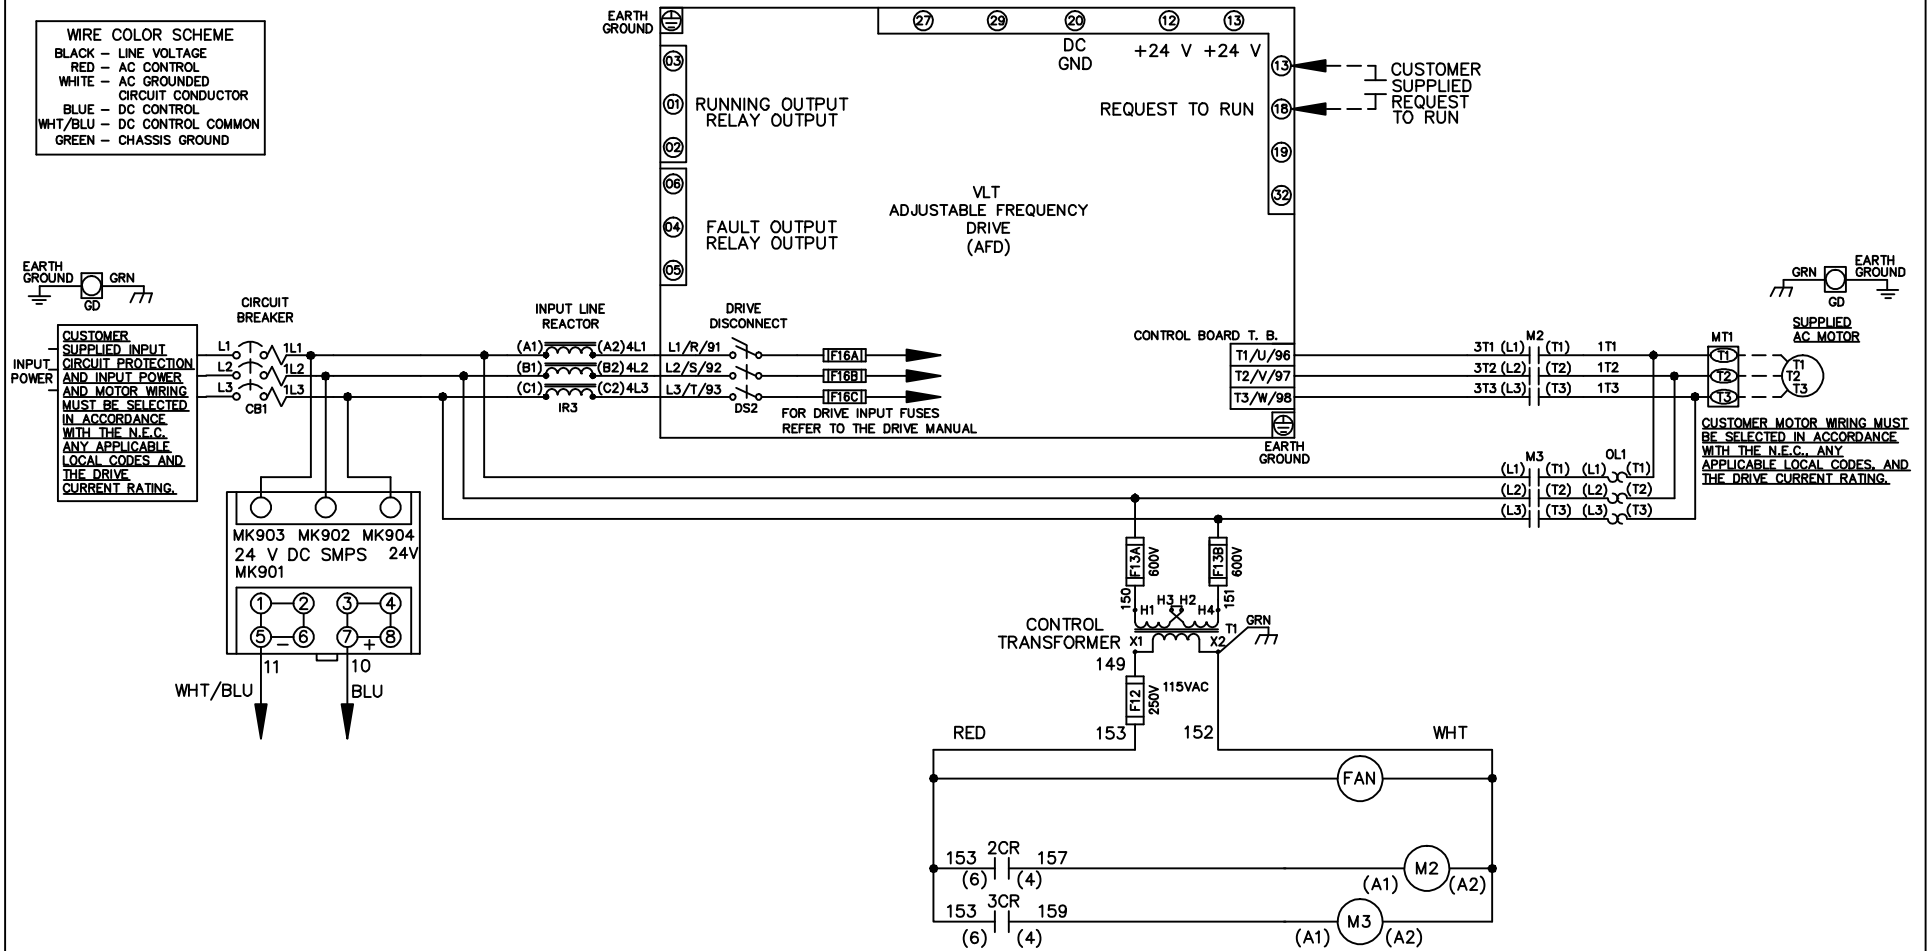 WIRE COLOR SCHEME
BLACK – LINE VOLTAGE
RED – AC CONTROL
WHITE – AC GROUNDED
CIRCUIT CONDUCTOR
BLUE – DC CONTROL
WHT/BLU – DC CONTROL COMMON
GREEN – CHASSIS GROUND
EARTH
GROUND
27
29
20
12
13
DC
GND
+24 V
+24 V
03
01
02
RUNNING OUTPUT
RELAY OUTPUT
06
04
05
FAULT OUTPUT
RELAY OUTPUT
VLT
ADJUSTABLE FREQUENCY
DRIVE
(AFD)
REQUEST TO RUN
13
18
19
32
CUSTOMER
SUPPLIED
REQUEST
TO RUN
EARTH
GROUND
GRN
GD
INPUT
POWER
CUSTOMER
SUPPLIED INPUT
CIRCUIT PROTECTION
AND INPUT POWER
AND MOTOR WIRING
MUST BE SELECTED
IN ACCORDANCE
WITH THE N.E.C.
ANY APPLICABLE
LOCAL CODES AND
THE DRIVE
CURRENT RATING.
CIRCUIT
BREAKER
L1
L2
L3
1L1
1L2
1L3
CB1
INPUT LINE
REACTOR
(A1)
(B1)
(C1)
(A2)4L1
(B2)4L2
(C2)4L3
IR3
DRIVE
DISCONNECT
L1/R/91
L2/S/92
L3/T/93
DS2
F16A
F16B
F16C
FOR DRIVE INPUT FUSES
REFER TO THE DRIVE MANUAL
CONTROL BOARD T. B.
T1/U/96
T2/V/97
T3/W/98
EARTH
GROUND
M2
3T1 (L1) (T1) 1T1
3T2 (L2) (T2) 1T2
3T3 (L3) (T3) 1T3
MT1
T1
T2
T3
T1
T2
T3
GRN
GD
EARTH
GROUND
SUPPLIED
AC MOTOR
CUSTOMER MOTOR WIRING MUST
BE SELECTED IN ACCORDANCE
WITH THE N.E.C., ANY
APPLICABLE LOCAL CODES, AND
THE DRIVE CURRENT RATING.
M3
OL1
(L1) (T1) (L1) (T1)
(L2) (T2) (L2) (T2)
(L3) (T3) (L3) (T3)
MK903 MK902 MK904
24 V DC SMPS 24V
MK901
1
2
3
4
5
–
6
7
+
8
11
10
WHT/BLU
BLU
F13A
600V
F13B
600V
150
151
H1
H3
H2
H4
CONTROL
TRANSFORMER
X1
X2
T1
GRN
149
F12
250V
115VAC
153
152
RED
WHT
FAN
153
2CR
157
(6)
(4)
M2
(A1)
(A2)
153
3CR
159
(6)
(4)
M3
(A1)
(A2)